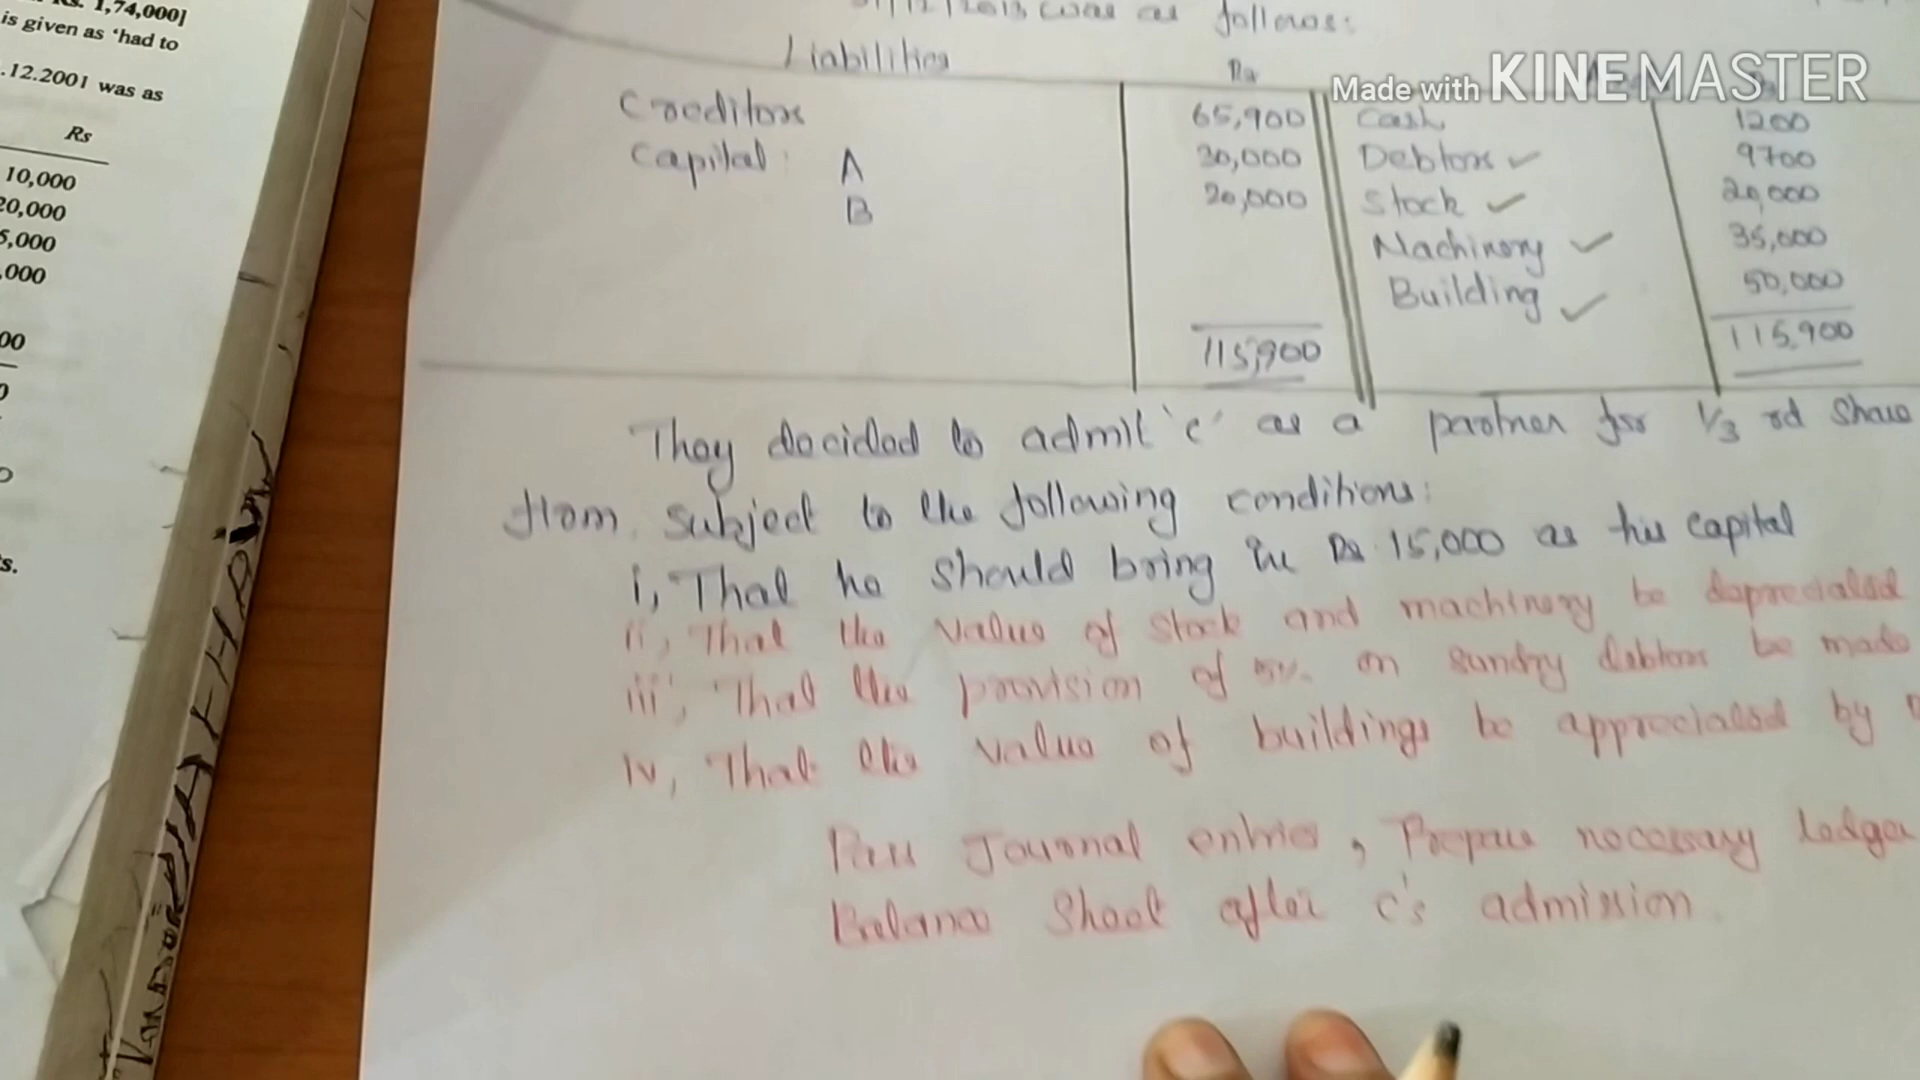 1,74,000]
is given as 'had to
.12.2001 was as
Rs
10,000
20,000
5,000
,000
00
0
s.
31/12/2013 was as follows:
Liabilities Rs
Made with KINEMASTER
Creditors 65,900 Cash 1200
Capital: A 30,000 Debtors ✓ 9700
B 20,000 Stock ✓ 20,000
Machinery ✓ 35,000
Building ✓ 50,000
115,900 115,900
They decided to admit 'c' as a partner for 1/3 rd share
from. subject to the following conditions:
i, That he should bring in Rs 15,000 as his capital
ii, That the value of stock and machinery be depreciated
iii, That the provision of 5%. on sundry debtors be made
iv, That the value of buildings be appreciated by
Pass Journal entries, Prepare necessary ledger
Balance Sheet after c's admission.